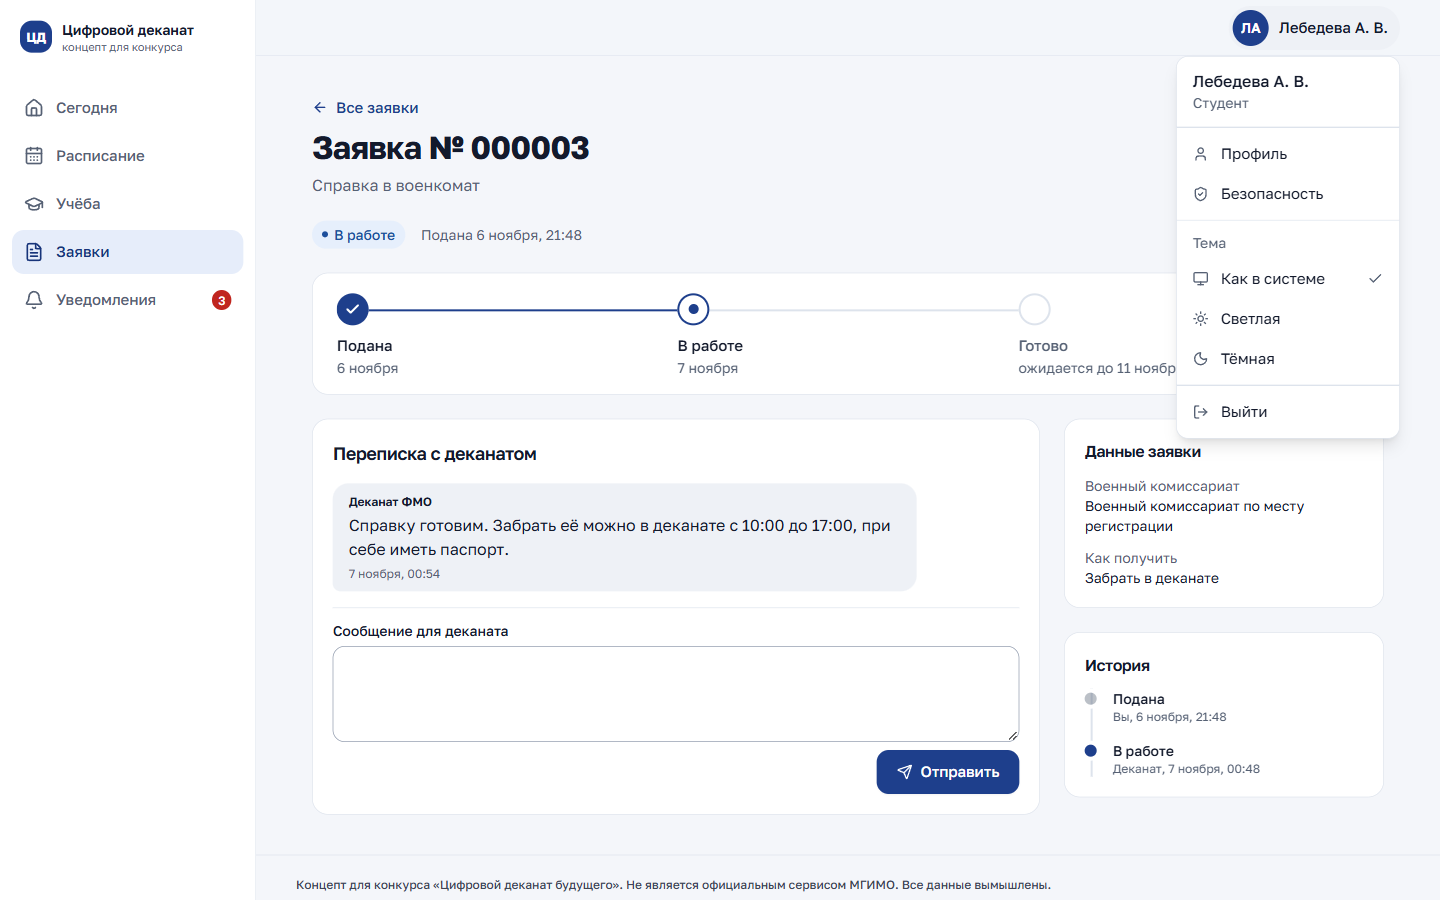 ЦД
Цифровой деканат
концепт для конкурса
Сегодня
Расписание
Учёба
Заявки
Уведомления
3
ЛА
Лебедева А. В.
Лебедева А. В.
Студент
Профиль
Безопасность
Тема
Как в системе
Светлая
Тёмная
Выйти
Все заявки
Заявка № 000003
Справка в военкомат
В работе
Подана 6 ноября, 21:48
Подана
6 ноября
В работе
7 ноября
Готово
ожидается до 11 ноябр
Переписка с деканатом
Деканат ФМО
Справку готовим. Забрать её можно в деканате с 10:00 до 17:00, при
себе иметь паспорт.
7 ноября, 00:54
Сообщение для деканата
Отправить
Данные заявки
Военный комиссариат
Военный комиссариат по месту
регистрации
Как получить
Забрать в деканате
История
Подана
Вы, 6 ноября, 21:48
В работе
Деканат, 7 ноября, 00:48
Концепт для конкурса «Цифровой деканат будущего». Не является официальным сервисом МГИМО. Все данные вымышлены.